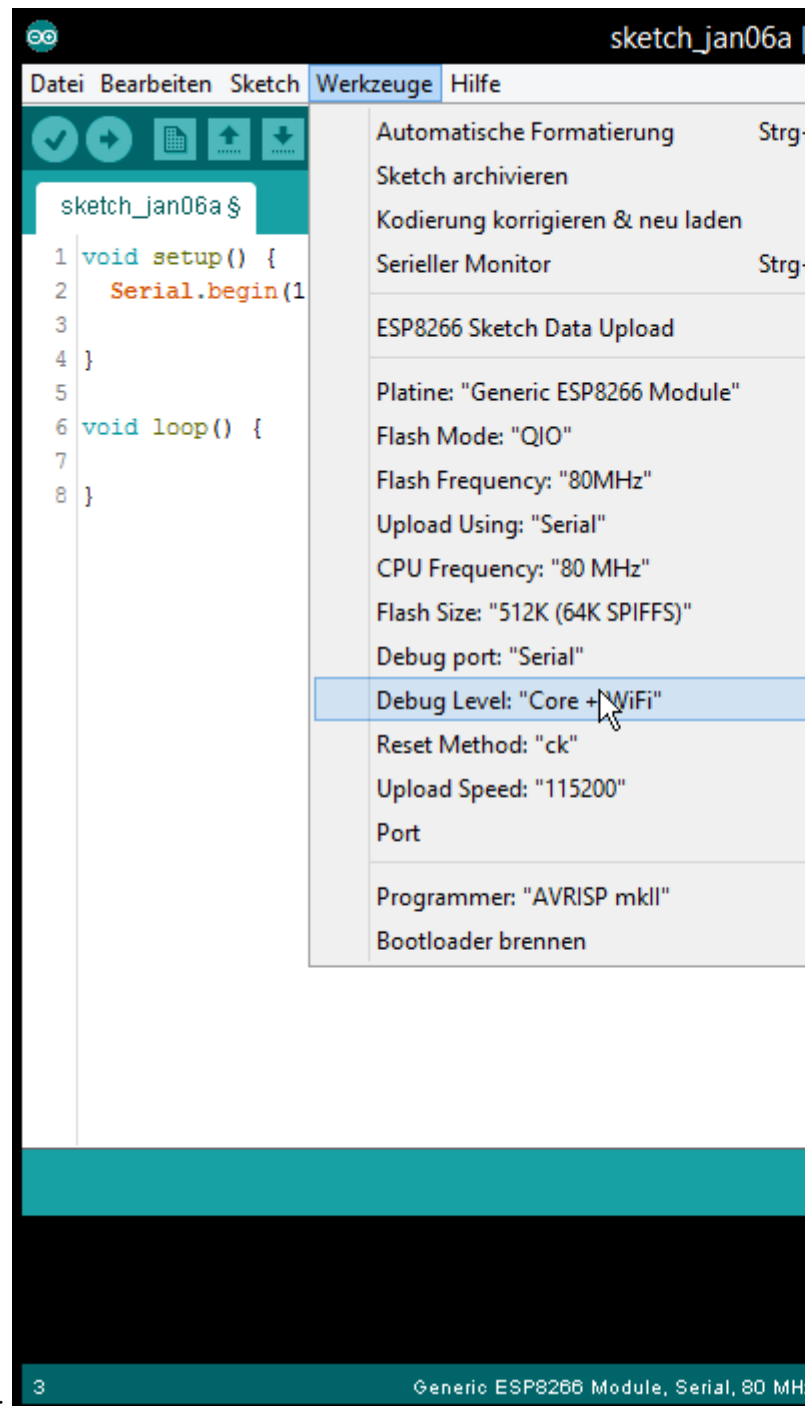 sketch_jan06a
Datei Bearbeiten Sketch Werkzeuge Hilfe
Automatische Formatierung Strg-
Sketch archivieren
sketch_jan06a §
Kodierung korrigieren & neu laden
1 void setup() {
Serieller Monitor Strg-
2 Serial.begin(1
3
ESP8266 Sketch Data Upload
4 }
5
Platine: "Generic ESP8266 Module"
6 void loop() {
Flash Mode: "QIO"
7
Flash Frequency: "80MHz"
8 }
Upload Using: "Serial"
CPU Frequency: "80 MHz"
Flash Size: "512K (64K SPIFFS)"
Debug port: "Serial"
Debug Level: "Core + WiFi"
Reset Method: "ck"
Upload Speed: "115200"
Port
Programmer: "AVRISP mkII"
Bootloader brennen
3 Generic ESP8266 Module, Serial, 80 MH